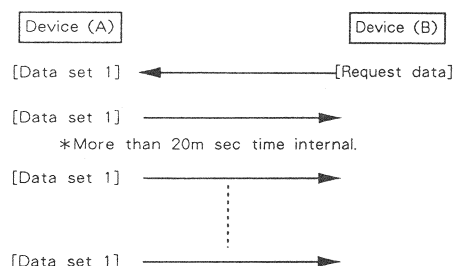 Device (A) Device (B)
[Data set 1] [Request data]
[Data set 1]
*More than 20m sec time internal.
[Data set 1]
[Data set 1]